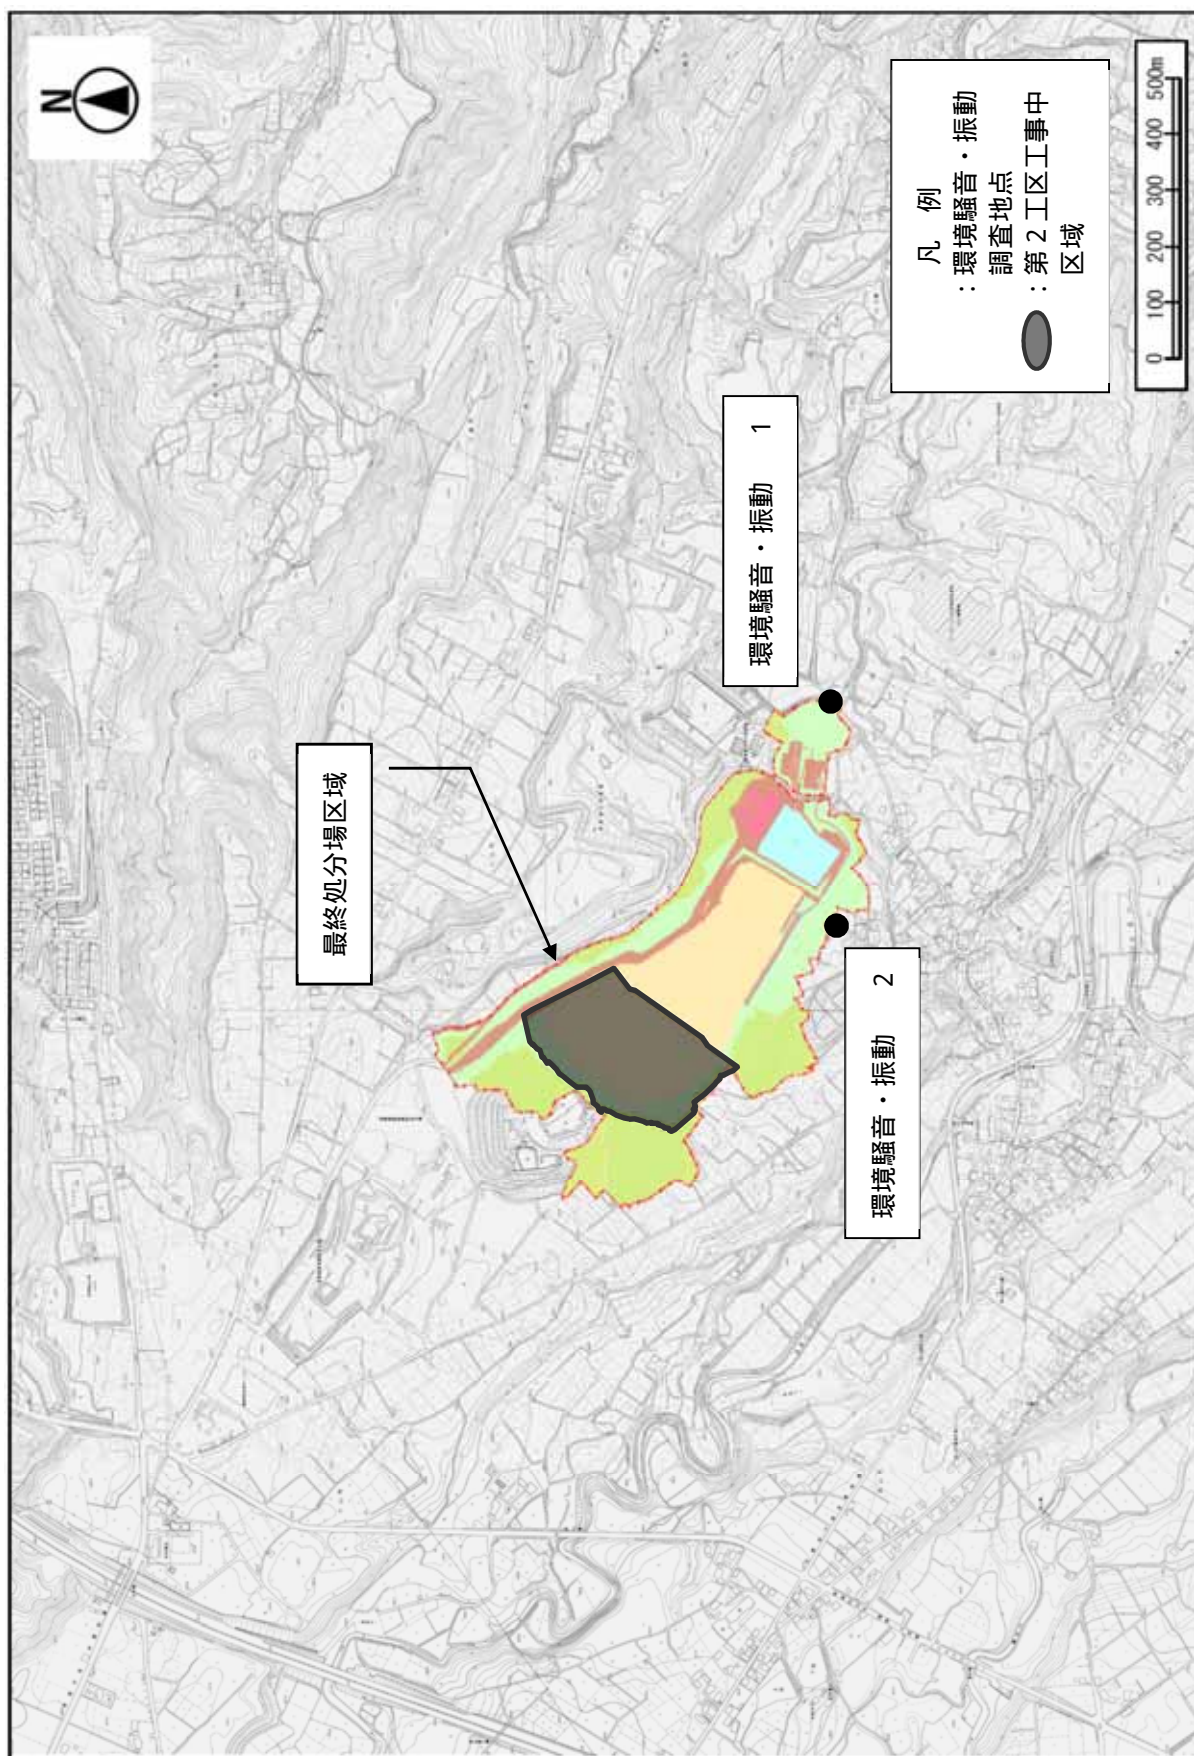 N
最終処分場区域
環境騒音・振動 1
環境騒音・振動 2
凡 例
：環境騒音・振動
調査地点
：第２工区工事中
区域
0 100 200 300 400 500m